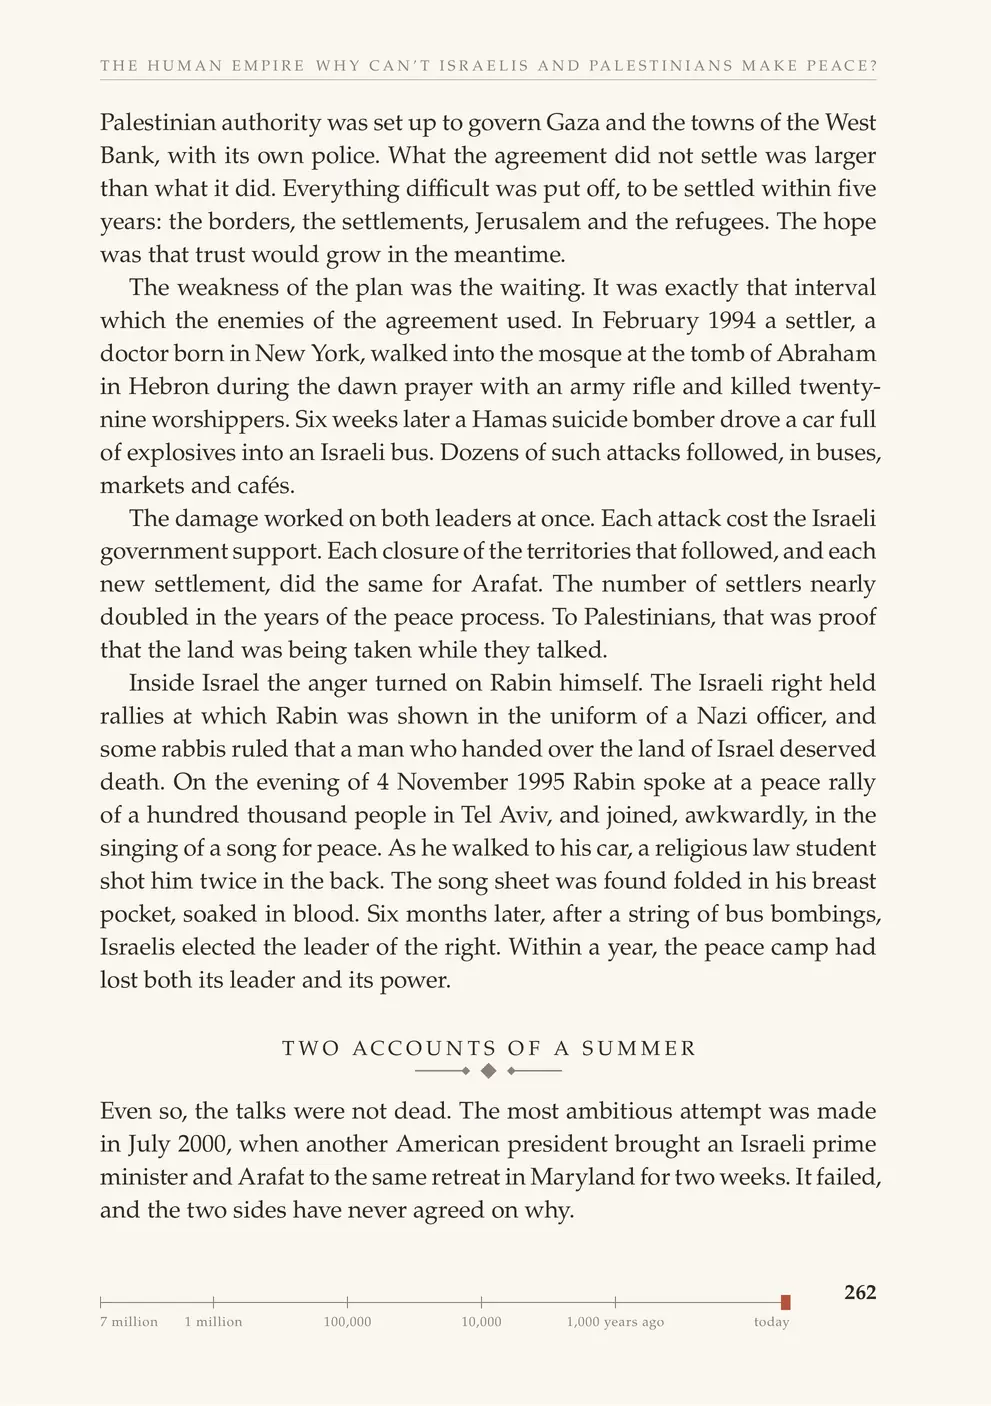 THE HUMAN EMPIRE WHY CAN’T ISRAELIS AND PALESTINIANS MAKE PEACE?
Palestinian authority was set up to govern Gaza and the towns of the West
Bank, with its own police. What the agreement did not settle was larger
than what it did. Everything difficult was put off, to be settled within five
years: the borders, the settlements, Jerusalem and the refugees. The hope
was that trust would grow in the meantime.
The weakness of the plan was the waiting. It was exactly that interval
which the enemies of the agreement used. In February 1994 a settler, a
doctor born in New York, walked into the mosque at the tomb of Abraham
in Hebron during the dawn prayer with an army rifle and killed twenty-
nine worshippers. Six weeks later a Hamas suicide bomber drove a car full
of explosives into an Israeli bus. Dozens of such attacks followed, in buses,
markets and cafés.
The damage worked on both leaders at once. Each attack cost the Israeli
government support. Each closure of the territories that followed, and each
new settlement, did the same for Arafat. The number of settlers nearly
doubled in the years of the peace process. To Palestinians, that was proof
that the land was being taken while they talked.
Inside Israel the anger turned on Rabin himself. The Israeli right held
rallies at which Rabin was shown in the uniform of a Nazi officer, and
some rabbis ruled that a man who handed over the land of Israel deserved
death. On the evening of 4 November 1995 Rabin spoke at a peace rally
of a hundred thousand people in Tel Aviv, and joined, awkwardly, in the
singing of a song for peace. As he walked to his car, a religious law student
shot him twice in the back. The song sheet was found folded in his breast
pocket, soaked in blood. Six months later, after a string of bus bombings,
Israelis elected the leader of the right. Within a year, the peace camp had
lost both its leader and its power.
TWO ACCOUNTS OF A SUMMER
Even so, the talks were not dead. The most ambitious attempt was made
in July 2000, when another American president brought an Israeli prime
minister and Arafat to the same retreat in Maryland for two weeks. It failed,
and the two sides have never agreed on why.
262
7 million 1 million 100,000 10,000 1,000 years ago today